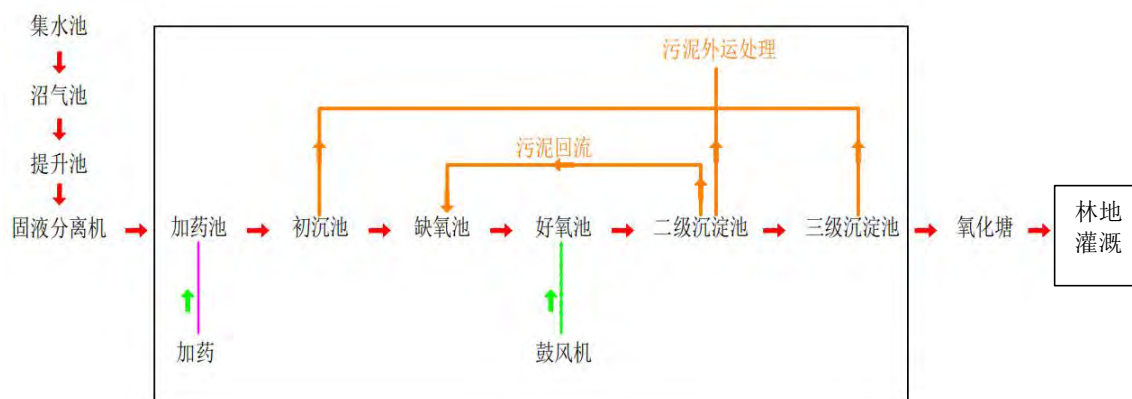 集水池
沼气池
提升池
固液分离机
加药池
初沉池
缺氧池
好氧池
二级沉淀池
三级沉淀池
氧化塘
林地
灌溉
污泥外运处理
污泥回流
加药
鼓风机